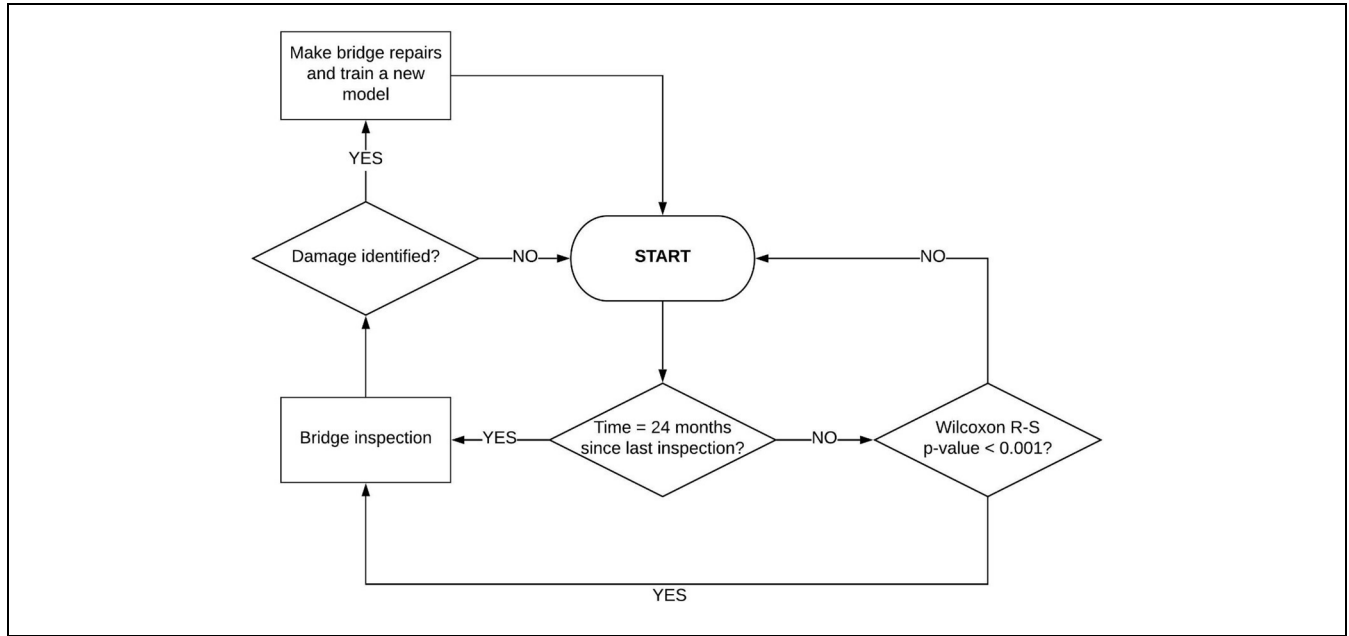 Make bridge repairs
and train a new
model
YES
Damage identified?
NO
START
NO
Bridge inspection
YES
Time = 24 months
since last inspection?
NO
Wilcoxon R-S
p-value < 0.001?
YES